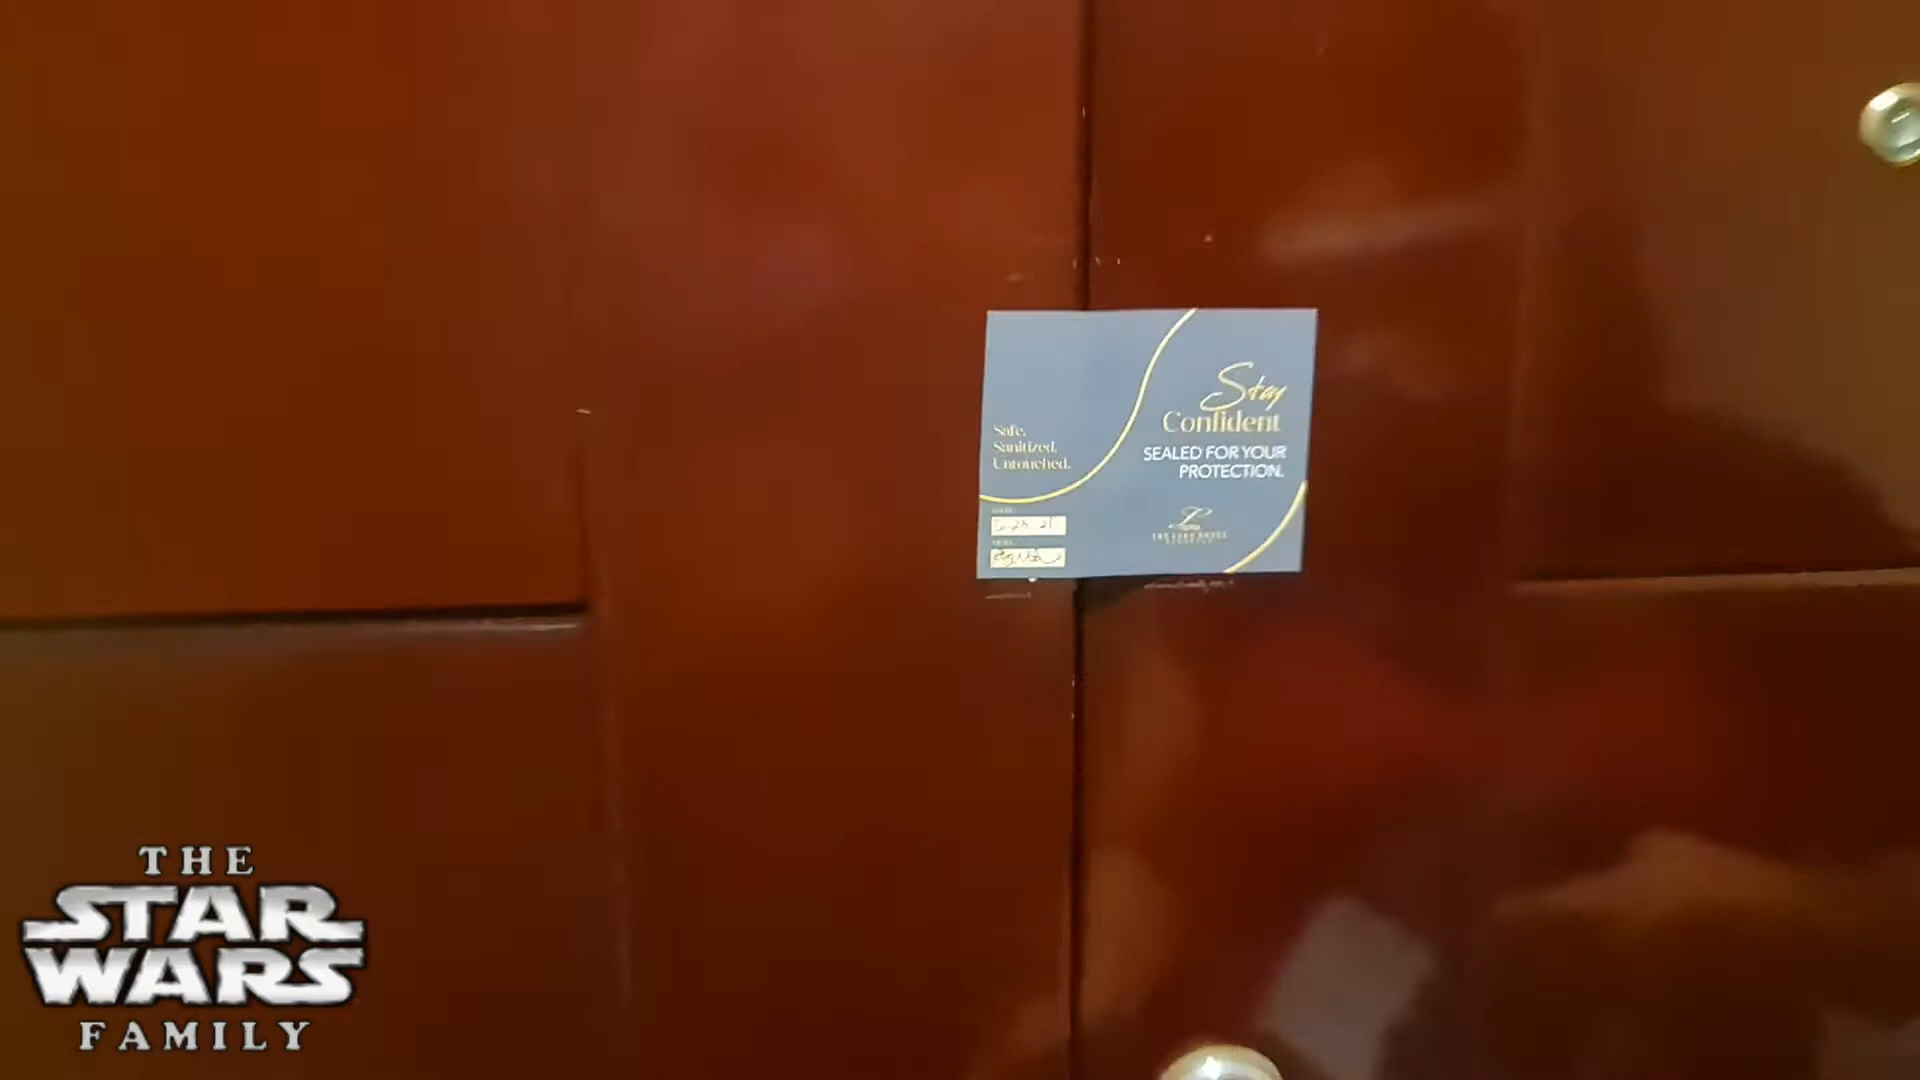 Safe.
Sanitized.
Untouched.
Stay
Confident
SEALED FOR YOUR
PROTECTION.
THE
STAR
WARS
FAMILY